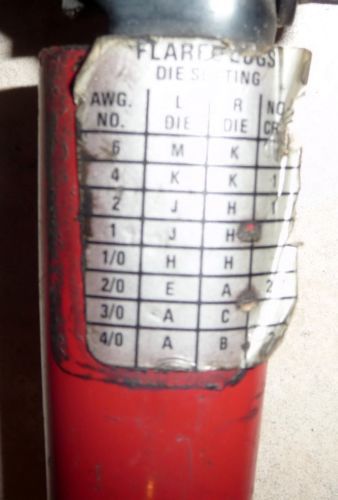 FLARED LUGS
DIE SETTING
AWG. L R NO
NO. DIE DIE CR
6 M K
4 K K 1
2 J H 1
1 J H
1/0 H H
2/0 E A 2
3/0 A C
4/0 A B